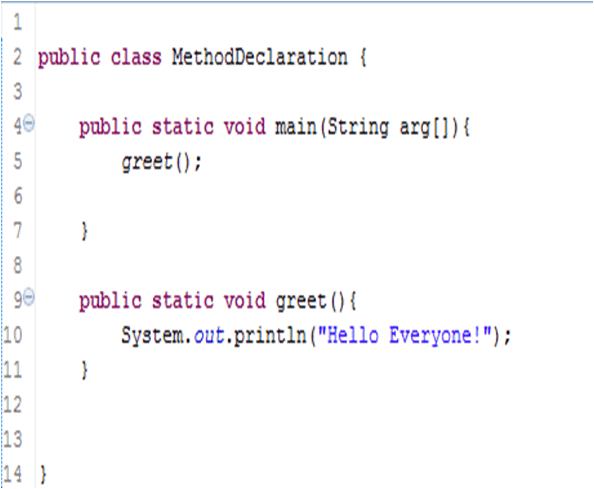 1
2 public class MethodDeclaration {
3
4 public static void main(String arg[]){
5 greet();
6
7 }
8
9 public static void greet(){
10 System.out.println("Hello Everyone!");
11 }
12
13
14 }